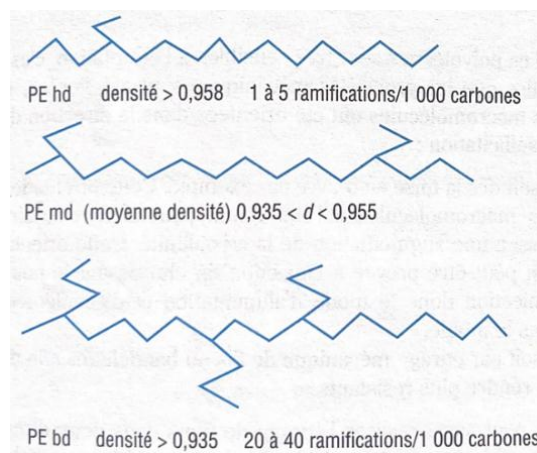 PE hd densité > 0,958 1 à 5 ramifications/1 000 carbones
PE md (moyenne densité) 0,935 < d < 0,955
PE bd densité > 0,935 20 à 40 ramifications/1 000 carbones